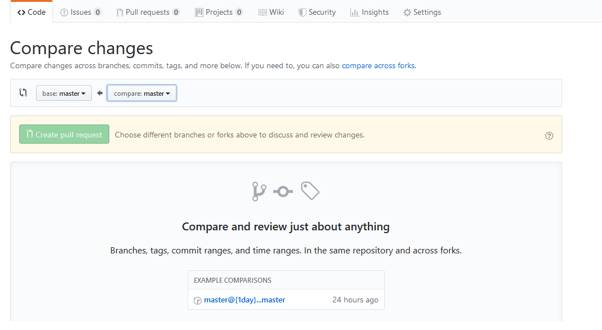 Code Issues 0 Pull requests 0 Projects 0 Wiki Security Insights Settings
Compare changes
Compare changes across branches, commits, tags, and more below. If you need to, you can also compare across forks.
base: master compare: master
Create pull request Choose different branches or forks above to discuss and review changes.
Compare and review just about anything
Branches, tags, commit ranges, and time ranges. In the same repository and across forks.
EXAMPLE COMPARISONS
master@{1day}...master 24 hours ago